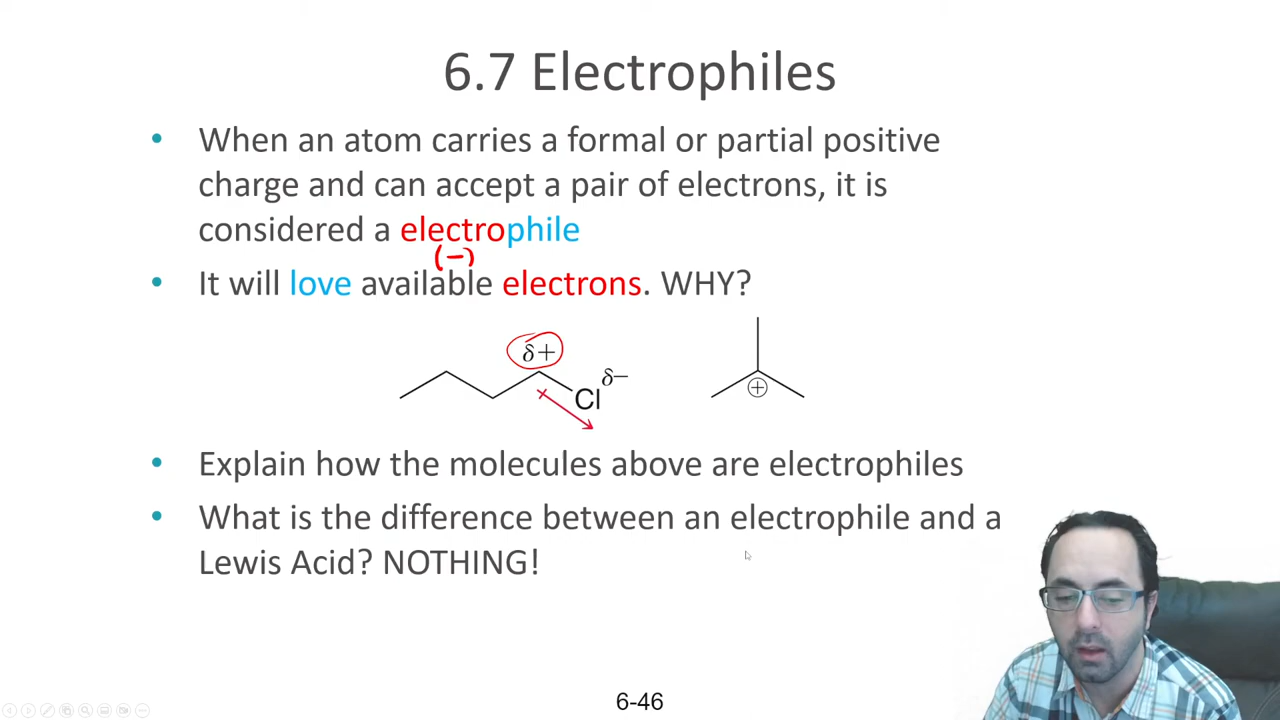 6.7 Electrophiles
• When an atom carries a formal or partial positive
charge and can accept a pair of electrons, it is
considered a electrophile
(−)
• It will love available electrons. WHY?
δ+
δ−
Cl
+
• Explain how the molecules above are electrophiles
• What is the difference between an electrophile and a
Lewis Acid? NOTHING!
6-46